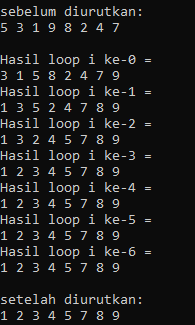 sebelum diurutkan:
5 3 1 9 8 2 4 7
Hasil loop i ke-0 =
3 1 5 8 2 4 7 9
Hasil loop i ke-1 =
1 3 5 2 4 7 8 9
Hasil loop i ke-2 =
1 3 2 4 5 7 8 9
Hasil loop i ke-3 =
1 2 3 4 5 7 8 9
Hasil loop i ke-4 =
1 2 3 4 5 7 8 9
Hasil loop i ke-5 =
1 2 3 4 5 7 8 9
Hasil loop i ke-6 =
1 2 3 4 5 7 8 9
setelah diurutkan:
1 2 3 4 5 7 8 9